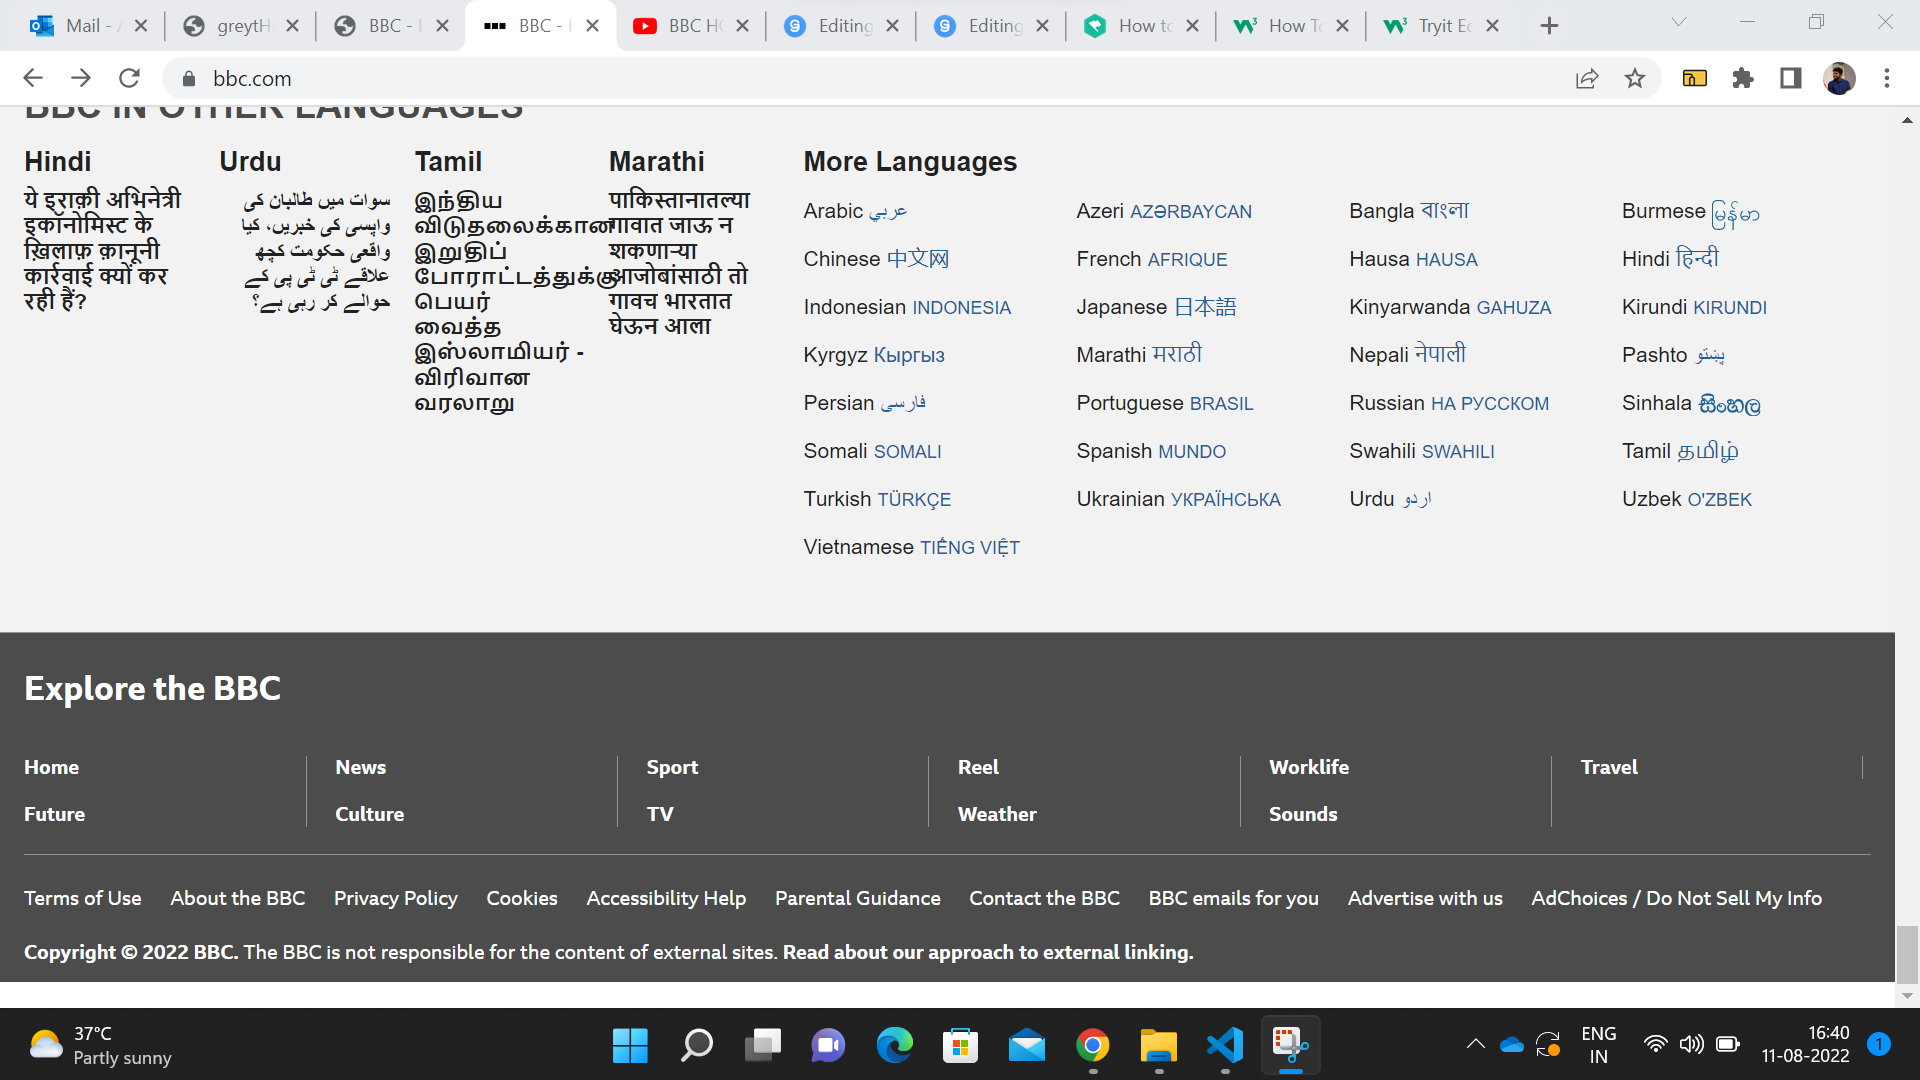 Mail - A
greytH
BBC - H
BBC - H
BBC HO
Editing
Editing
How to
How To
Tryit Ed
bbc.com
BBC IN OTHER LANGUAGES
Hindi
ये इराक़ी अभिनेत्री
इकॉनोमिस्ट के
ख़िलाफ़ क़ानूनी
कार्रवाई क्यों कर
रही हैं?
Urdu
سوات میں طالبان کی
واپسی کی خبریں، کیا
واقعی حکومت کچھ
علاقے ٹی ٹی پی کے
حوالے کر رہی ہے؟
Tamil
இந்திய
விடுதலைக்கான
இறுதிப்
போராட்டத்துக்கு
பெயர்
வைத்த
இஸ்லாமியர் -
விரிவான
வரலாறு
Marathi
पाकिस्तानातल्या
गावात जाऊ न
शकणाऱ्या
आजोबांसाठी तो
गावच भारतात
घेऊन आला
More Languages
Arabic عربي
Azeri AZƏRBAYCAN
Bangla বাংলা
Burmese မြန်မာ
Chinese 中文网
French AFRIQUE
Hausa HAUSA
Hindi हिन्दी
Indonesian INDONESIA
Japanese 日本語
Kinyarwanda GAHUZA
Kirundi KIRUNDI
Kyrgyz Кыргыз
Marathi मराठी
Nepali नेपाली
Pashto پښتو
Persian فارسی
Portuguese BRASIL
Russian НА РУССКОМ
Sinhala සිංහල
Somali SOMALI
Spanish MUNDO
Swahili SWAHILI
Tamil தமிழ்
Turkish TÜRKÇE
Ukrainian УКРАЇНСЬКА
Urdu اردو
Uzbek O'ZBEK
Vietnamese TIẾNG VIỆT
Explore the BBC
Home
News
Sport
Reel
Worklife
Travel
Future
Culture
TV
Weather
Sounds
Terms of Use About the BBC Privacy Policy Cookies Accessibility Help Parental Guidance Contact the BBC BBC emails for you Advertise with us AdChoices / Do Not Sell My Info
Copyright © 2022 BBC. The BBC is not responsible for the content of external sites. Read about our approach to external linking.
37°C
Partly sunny
ENG
IN
16:40
11-08-2022
1